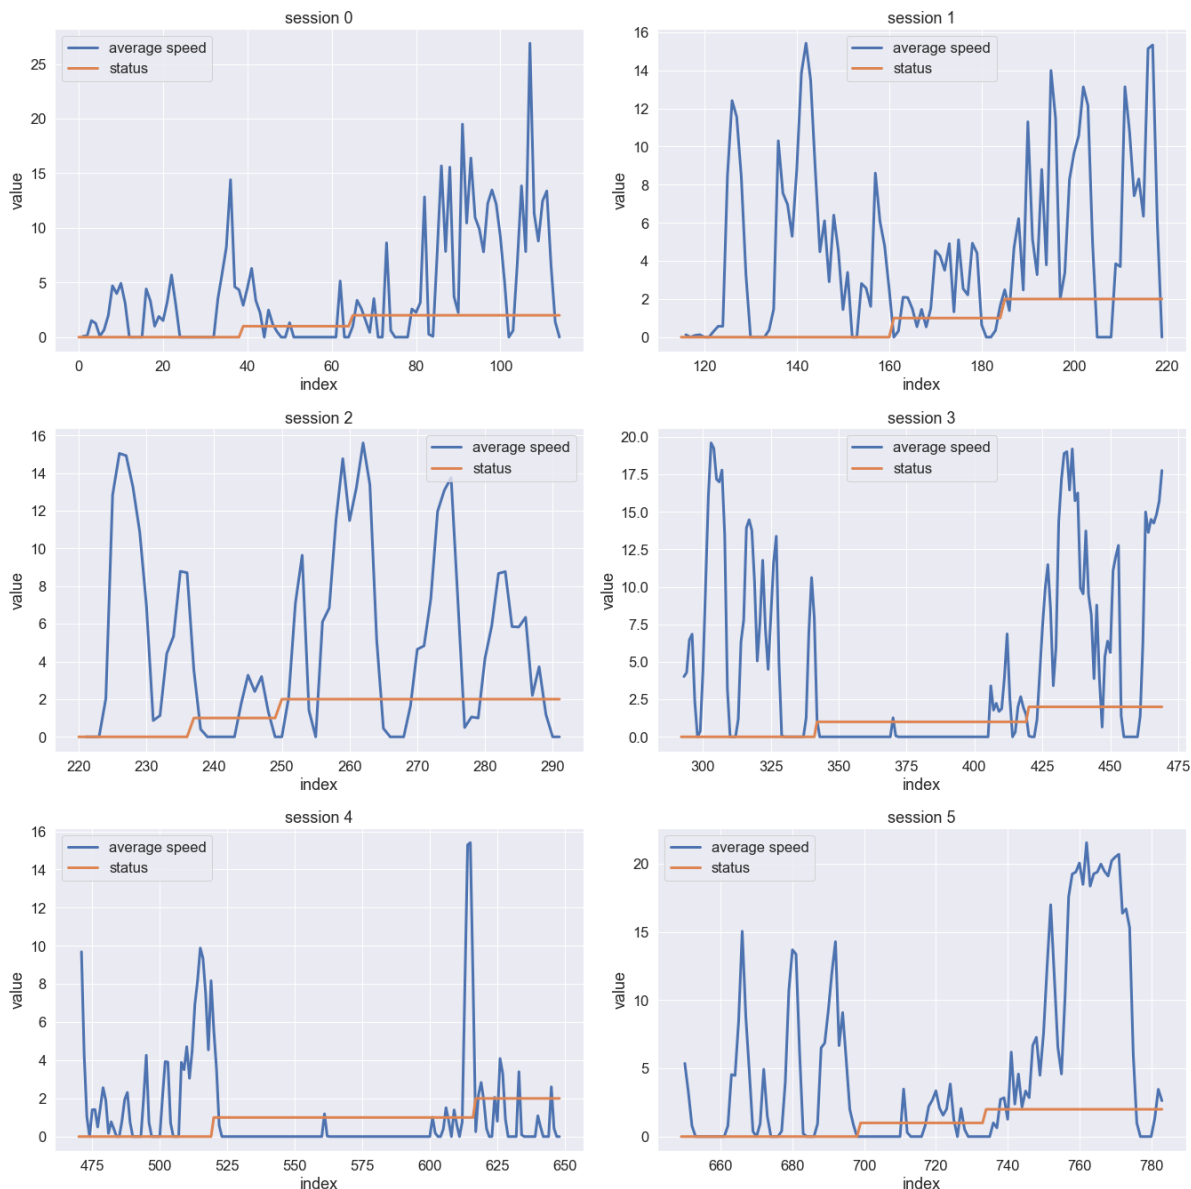 session 0
average speed
status
value
25
20
15
10
5
0
0 20 40 60 80 100
index
session 1
average speed
status
value
16
14
12
10
8
6
4
2
0
120 140 160 180 200 220
index
session 2
average speed
status
value
16
14
12
10
8
6
4
2
0
220 230 240 250 260 270 280 290
index
session 3
average speed
status
value
20.0
17.5
15.0
12.5
10.0
7.5
5.0
2.5
0.0
300 325 350 375 400 425 450 475
index
session 4
average speed
status
value
16
14
12
10
8
6
4
2
0
475 500 525 550 575 600 625 650
index
session 5
average speed
status
value
20
15
10
5
0
660 680 700 720 740 760 780
index